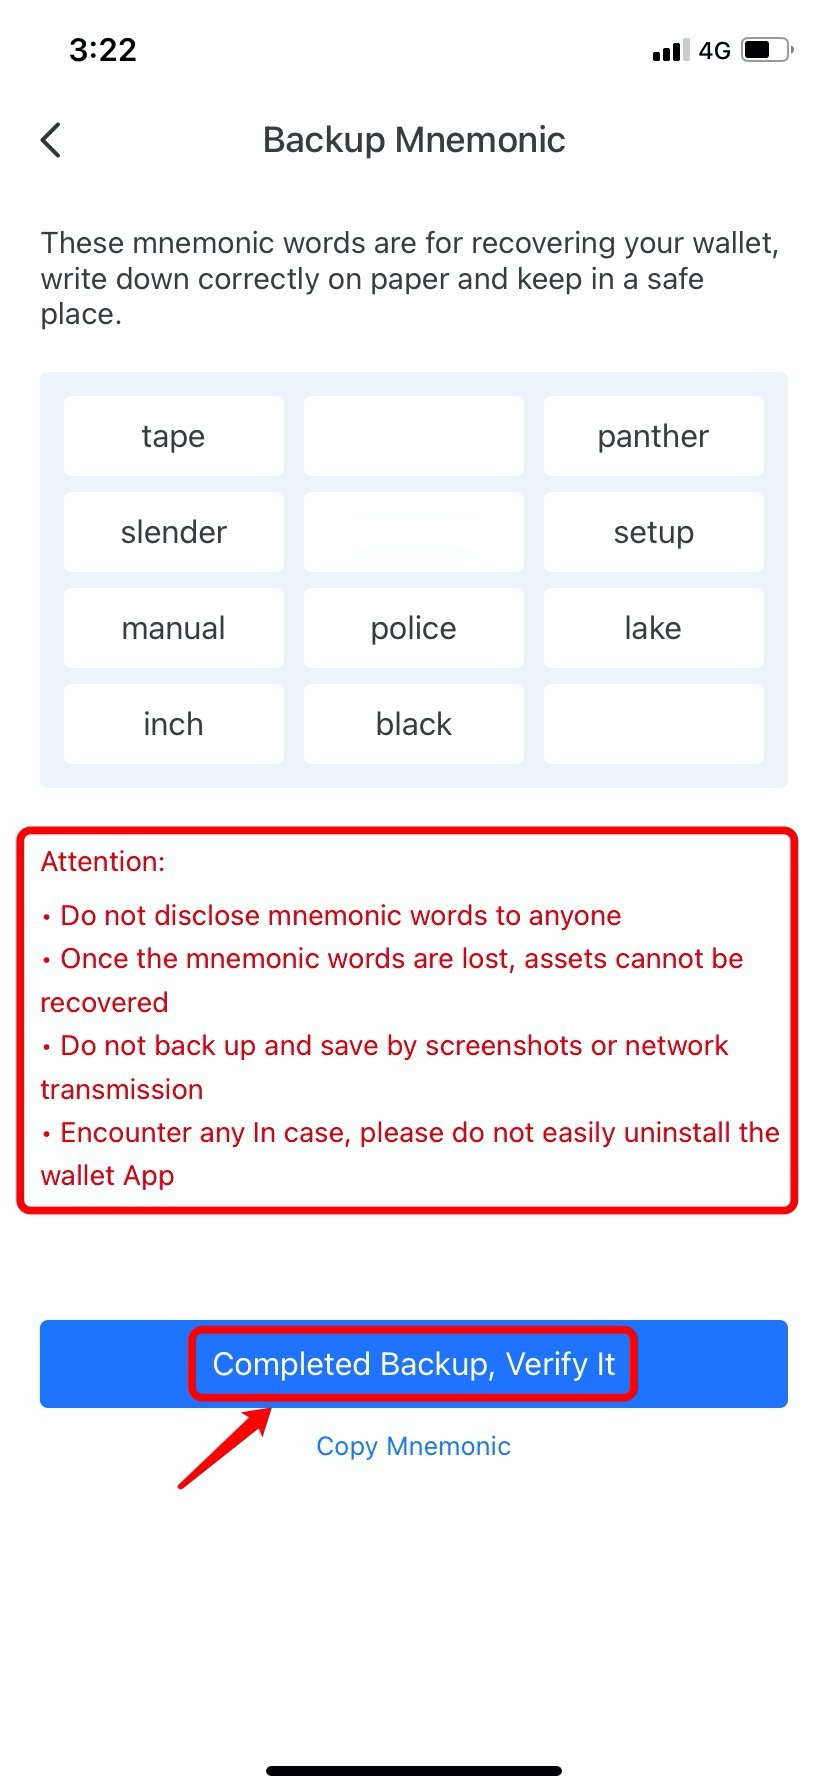 3:22 4G
Backup Mnemonic
These mnemonic words are for recovering your wallet,
write down correctly on paper and keep in a safe
place.
tape panther
slender setup
manual police lake
inch black
Attention:
• Do not disclose mnemonic words to anyone
• Once the mnemonic words are lost, assets cannot be
recovered
• Do not back up and save by screenshots or network
transmission
• Encounter any In case, please do not easily uninstall the
wallet App
Completed Backup, Verify It
Copy Mnemonic